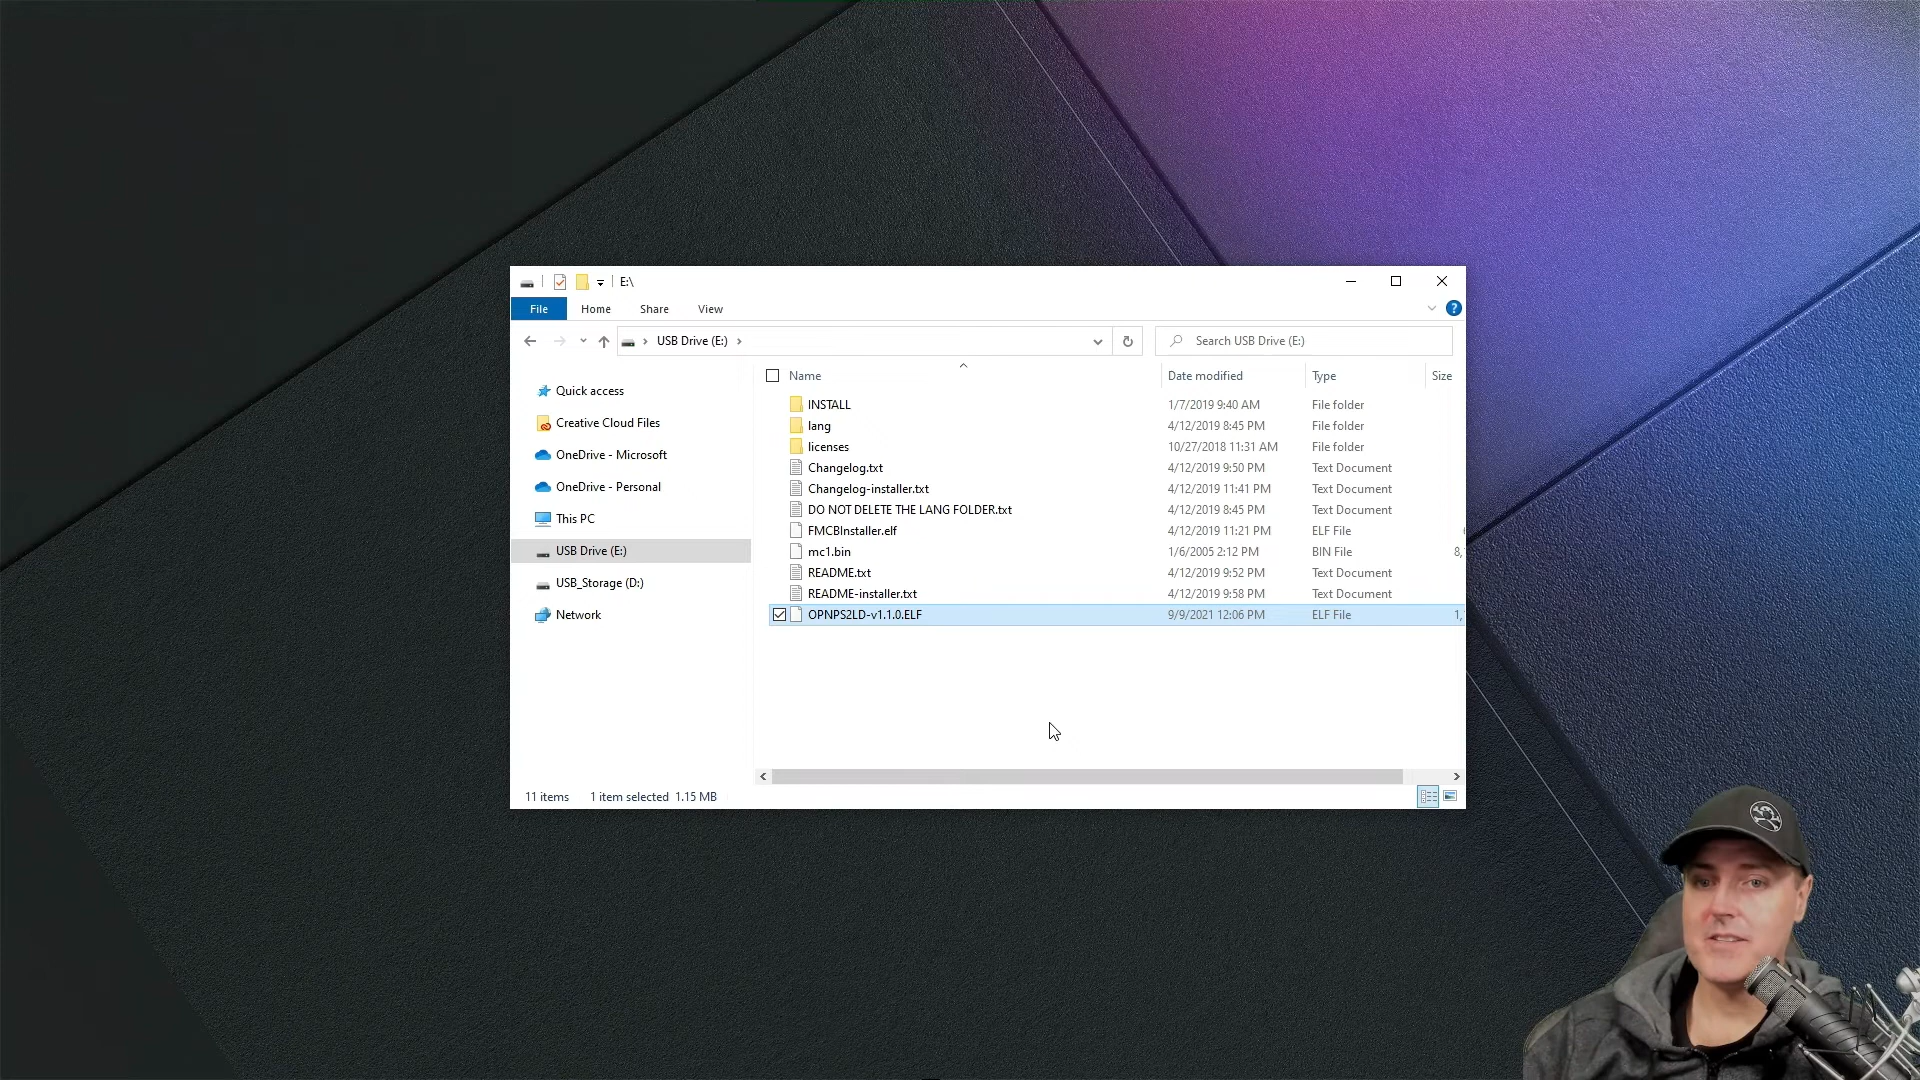 E:\
File Home Share View
USB Drive (E:)
Search USB Drive (E:)
Quick access
Creative Cloud Files
OneDrive - Microsoft
OneDrive - Personal
This PC
USB Drive (E:)
USB_Storage (D:)
Network
Name Date modified Type Size
INSTALL 1/7/2019 9:40 AM File folder
lang 4/12/2019 8:45 PM File folder
licenses 10/27/2018 11:31 AM File folder
Changelog.txt 4/12/2019 9:50 PM Text Document
Changelog-installer.txt 4/12/2019 11:41 PM Text Document
DO NOT DELETE THE LANG FOLDER.txt 4/12/2019 8:45 PM Text Document
FMCBInstaller.elf 4/12/2019 11:21 PM ELF File
mc1.bin 1/6/2005 2:12 PM BIN File 8,
README.txt 4/12/2019 9:52 PM Text Document
README-installer.txt 4/12/2019 9:58 PM Text Document
OPNPS2LD-v1.1.0.ELF 9/9/2021 12:06 PM ELF File 1,
11 items 1 item selected 1.15 MB